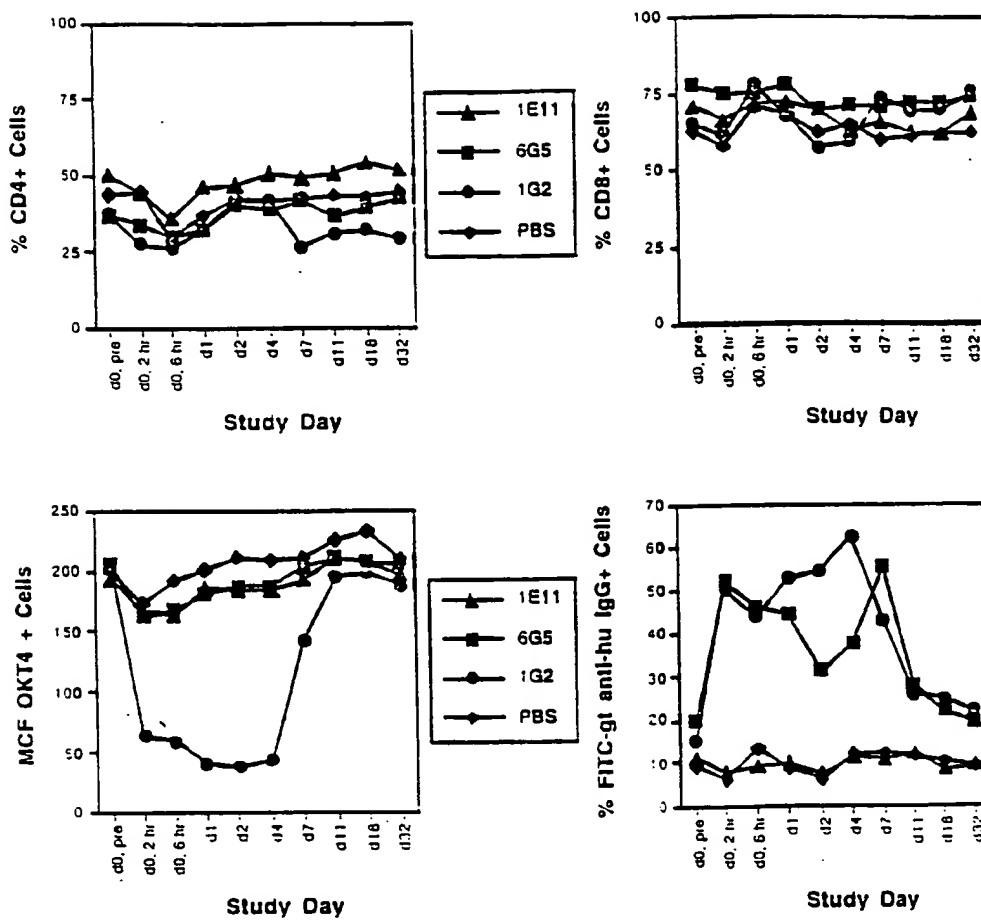 100
75
50
25
0
% CD4+ Cells
d0, pre
d0, 2 hr
d0, 6 hr
d1
d2
d4
d7
d11
d18
d32
Study Day
1E11
6G5
1G2
PBS
100
75
50
25
0
% CD8+ Cells
d0, pre
d0, 2 hr
d0, 6 hr
d1
d2
d4
d7
d11
d18
d32
Study Day
250
200
150
100
50
0
MCF OKT4 + Cells
d0, pre
d0, 2 hr
d0, 6 hr
d1
d2
d4
d7
d11
d18
d32
Study Day
1E11
6G5
1G2
PBS
70
60
50
40
30
20
10
0
% FITC-gt anti-hu IgG+ Cells
d0, pre
d0, 2 hr
d0, 6 hr
d1
d2
d4
d7
d11
d18
d32
Study Day